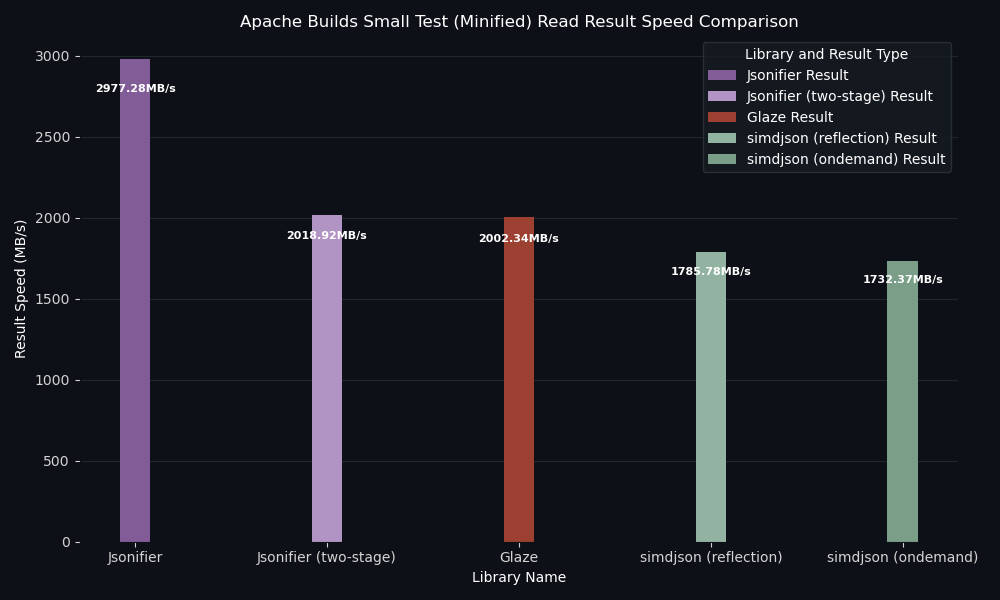 Apache Builds Small Test (Minified) Read Result Speed Comparison
Library and Result Type
Jsonifier Result
Jsonifier (two-stage) Result
Glaze Result
simdjson (reflection) Result
simdjson (ondemand) Result
Result Speed (MB/s)
3000
2500
2000
1500
1000
500
0
2977.28MB/s
2018.92MB/s
2002.34MB/s
1785.78MB/s
1732.37MB/s
Jsonifier
Jsonifier (two-stage)
Glaze
simdjson (reflection)
simdjson (ondemand)
Library Name